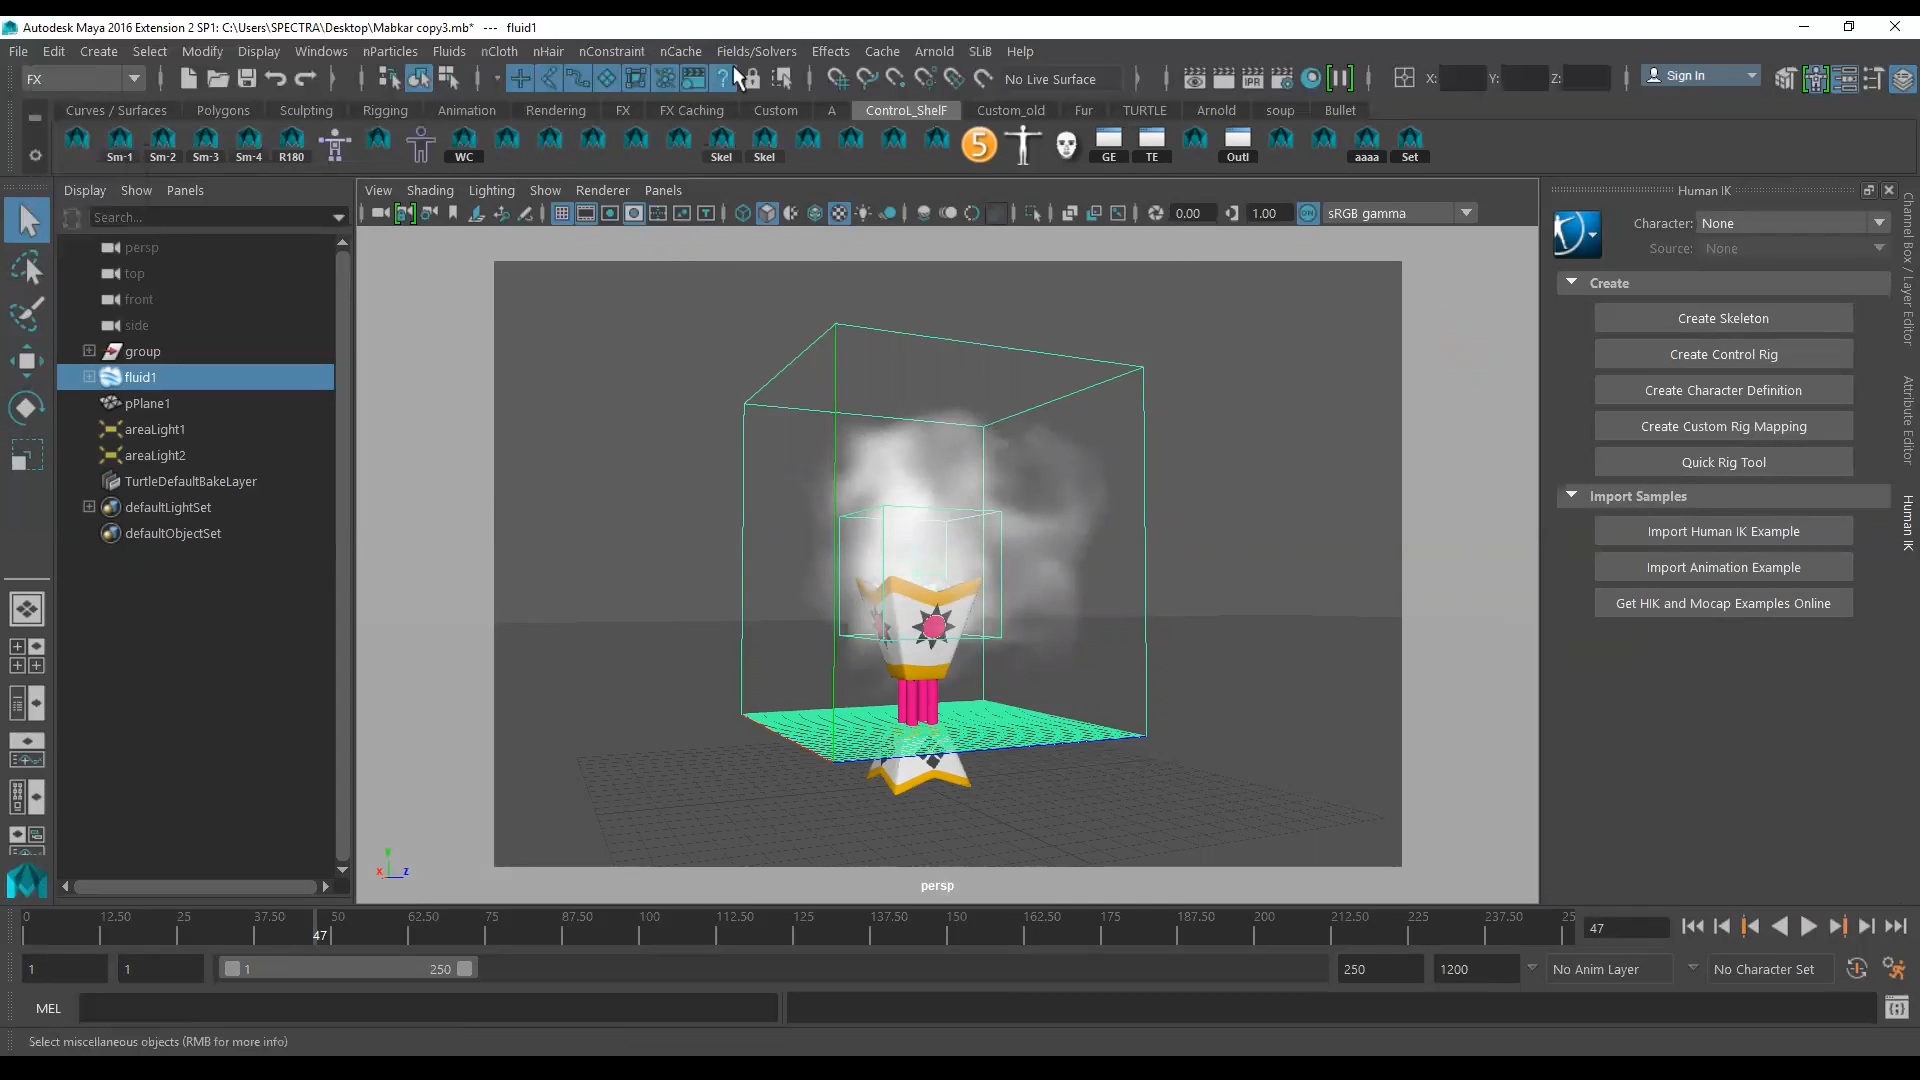 Autodesk Maya 2016 Extension 2 SP1: C:\Users\SPECTRA\Desktop\Mabkar copy3.mb* --- fluid1
File Edit Create Select Modify Display Windows nParticles Fluids nCloth nHair nConstraint nCache Fields/Solvers Effects Cache Arnold SLiB Help
FX No Live Surface X: Y: Z: Sign In
Curves / Surfaces Polygons Sculpting Rigging Animation Rendering FX FX Caching Custom A ControL_ShelF Custom_old Fur TURTLE Arnold soup Bullet
Sm-1 Sm-2 Sm-3 Sm-4 R180 WC Skel Skel 5 GE TE Outl aaaa Set
Display Show Panels
View Shading Lighting Show Renderer Panels
Human IK
Search...
0.00 1.00 sRGB gamma
Character: None
Source: None
persp
top
front
side
group
fluid1
pPlane1
areaLight1
areaLight2
TurtleDefaultBakeLayer
defaultLightSet
defaultObjectSet
Create
Create Skeleton
Create Control Rig
Create Character Definition
Create Custom Rig Mapping
Quick Rig Tool
Import Samples
Import Human IK Example
Import Animation Example
Get HIK and Mocap Examples Online
Channel Box / Layer Editor
Attribute Editor
Human IK
x z
persp
0 12.50 25 37.50 50 62.50 75 87.50 100 112.50 125 137.50 150 162.50 175 187.50 200 212.50 225 237.50 25
47
47
1 1 1 250 250 1200 No Anim Layer No Character Set
MEL
Select miscellaneous objects (RMB for more info)